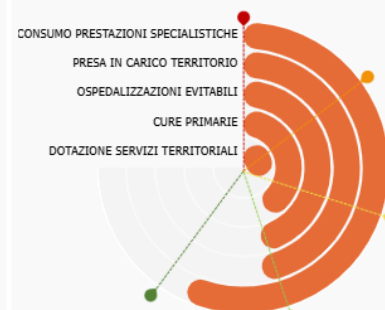 CONSUMO PRESTAZIONI SPECIALISTICHE
PRESA IN CARICO TERRITORIO
OSPEDALIZZAZIONI EVITABILI
CURE PRIMARIE
DOTAZIONE SERVIZI TERRITORIALI